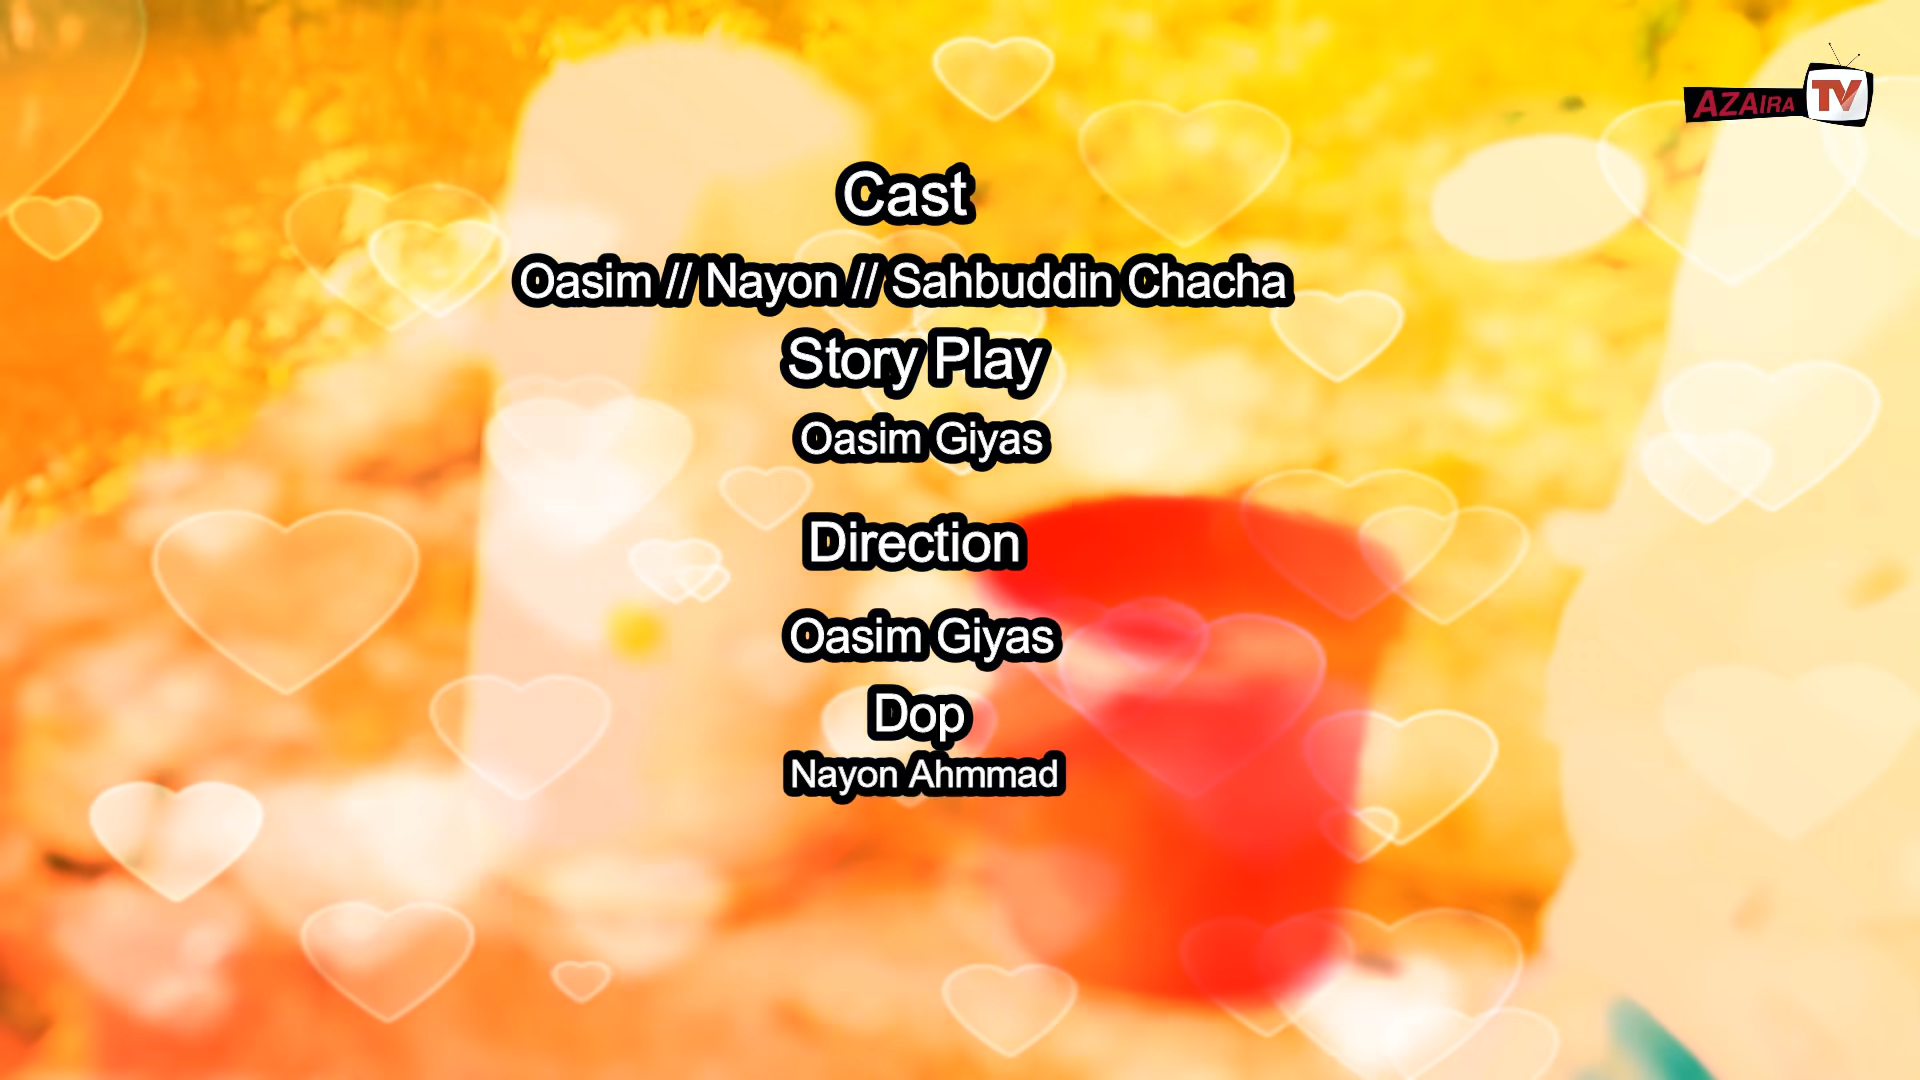 AZAIRA TV
Cast
Oasim // Nayon // Sahbuddin Chacha
Story Play
Oasim Giyas
Direction
Oasim Giyas
Dop
Nayon Ahmmad